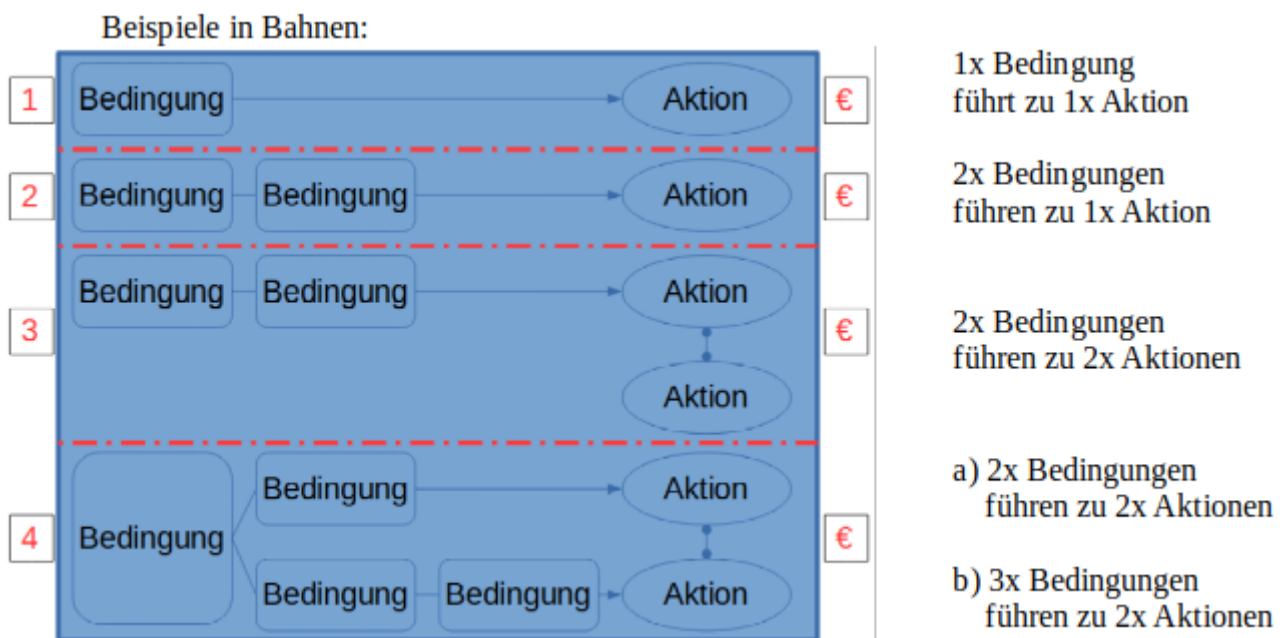 Beispiele in Bahnen:
1 Bedingung Aktion €
1x Bedingung
führt zu 1x Aktion
2 Bedingung Bedingung Aktion €
2x Bedingungen
führen zu 1x Aktion
Bedingung Bedingung Aktion
3 €
Aktion
2x Bedingungen
führen zu 2x Aktionen
Bedingung Aktion
4 Bedingung €
Bedingung Bedingung Aktion
a) 2x Bedingungen
führen zu 2x Aktionen
b) 3x Bedingungen
führen zu 2x Aktionen